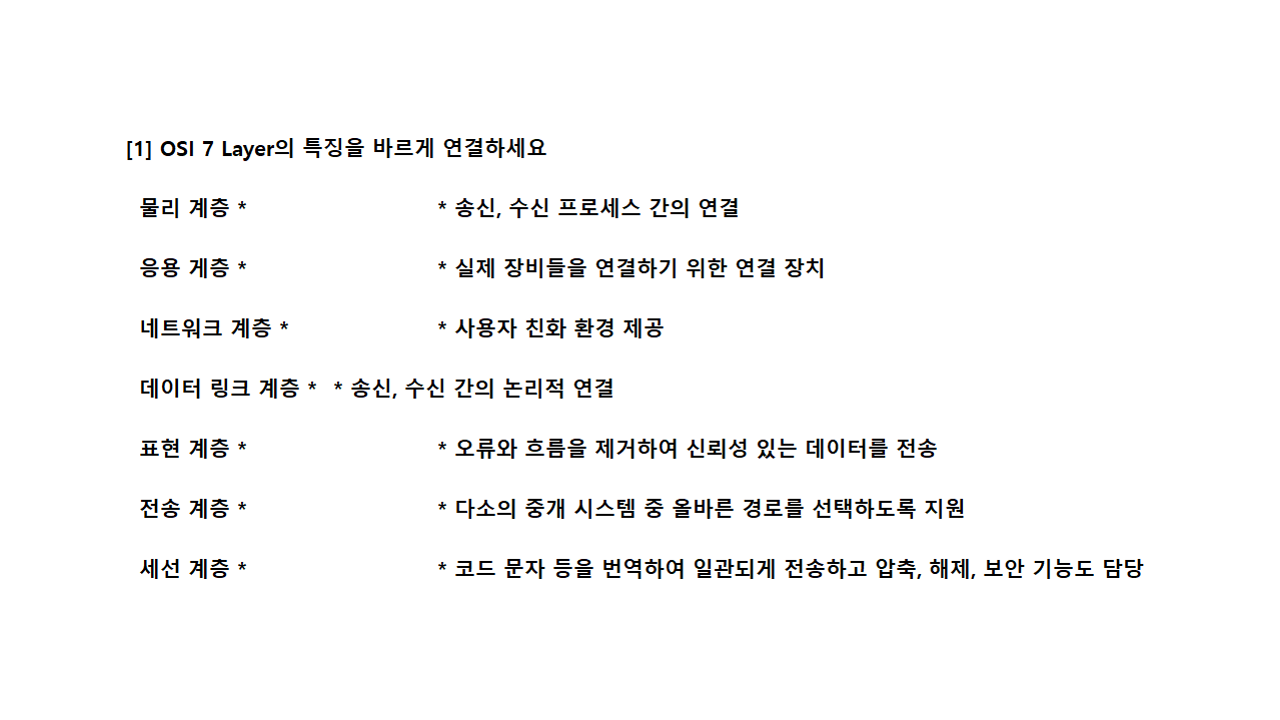 [1] OSI 7 Layer의 특징을 바르게 연결하세요
물리 계층 * * 송신, 수신 프로세스 간의 연결
응용 게층 * * 실제 장비들을 연결하기 위한 연결 장치
네트워크 계층 * * 사용자 친화 환경 제공
데이터 링크 계층 * * 송신, 수신 간의 논리적 연결
표현 계층 * * 오류와 흐름을 제거하여 신뢰성 있는 데이터를 전송
전송 계층 * * 다소의 중개 시스템 중 올바른 경로를 선택하도록 지원
세선 계층 * * 코드 문자 등을 번역하여 일관되게 전송하고 압축, 해제, 보안 기능도 담당